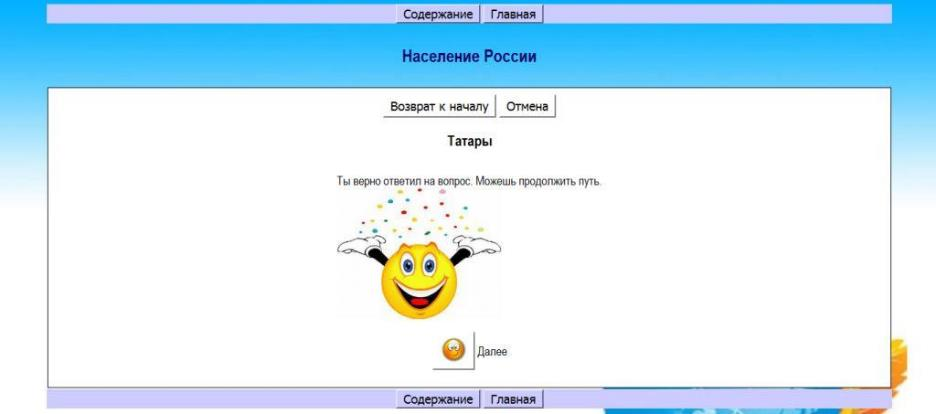 Содержание Главная
Население России
Возврат к началу Отмена
Татары
Ты верно ответил на вопрос. Можешь продолжить путь.
Далее
Содержание Главная